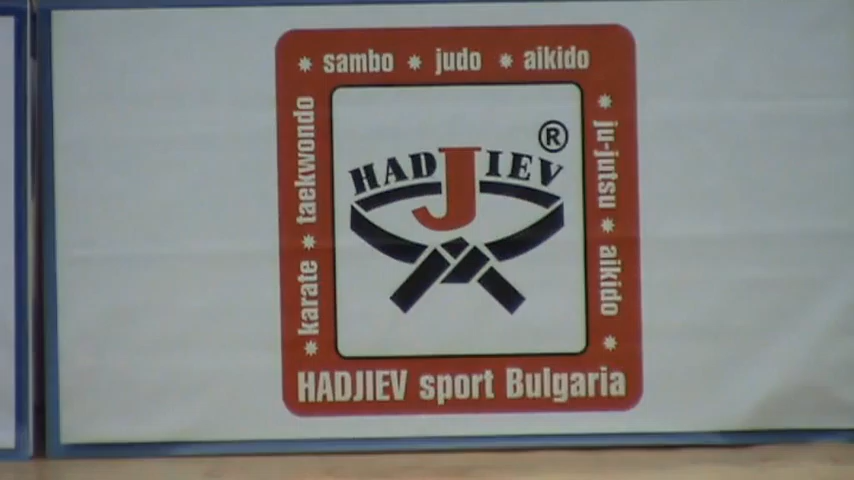 * sambo * judo * aikido
* karate * taekwondo
* ju-jutsu * aikido *
HADJIEV ®
HADJIEV sport Bulgaria